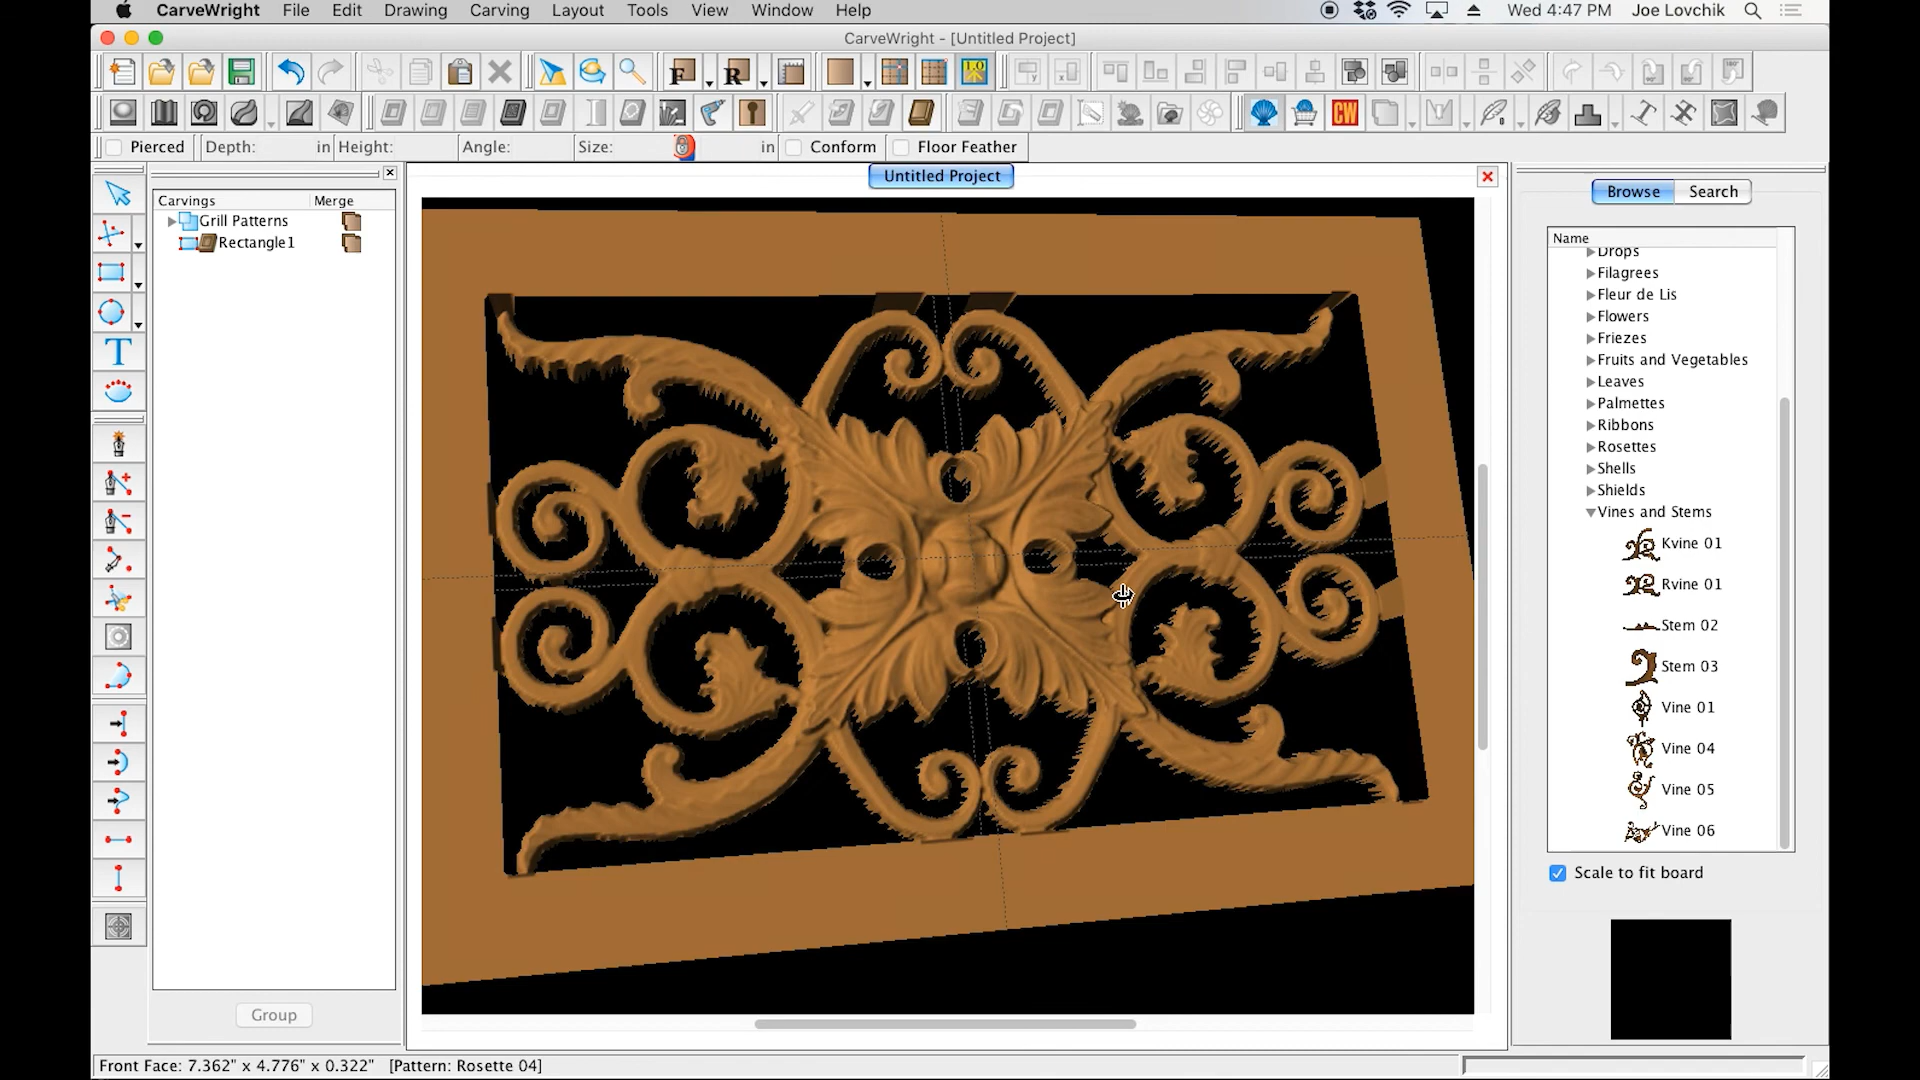 CarveWright File Edit Drawing Carving Layout Tools View Window Help Wed 4:47 PM Joe Lovchik
CarveWright - [Untitled Project]
F R 1.0
CW
Pierced Depth: in Height: Angle: Size: in Conform Floor Feather
Untitled Project
Browse Search
Carvings Merge
Grill Patterns
Rectangle1
T
Group
Name
Drops
Filagrees
Fleur de Lis
Flowers
Friezes
Fruits and Vegetables
Leaves
Palmettes
Ribbons
Rosettes
Shells
Shields
Vines and Stems
Kvine 01
Rvine 01
Stem 02
Stem 03
Vine 01
Vine 04
Vine 05
Vine 06
Scale to fit board
Front Face: 7.362" x 4.776" x 0.322" [Pattern: Rosette 04]